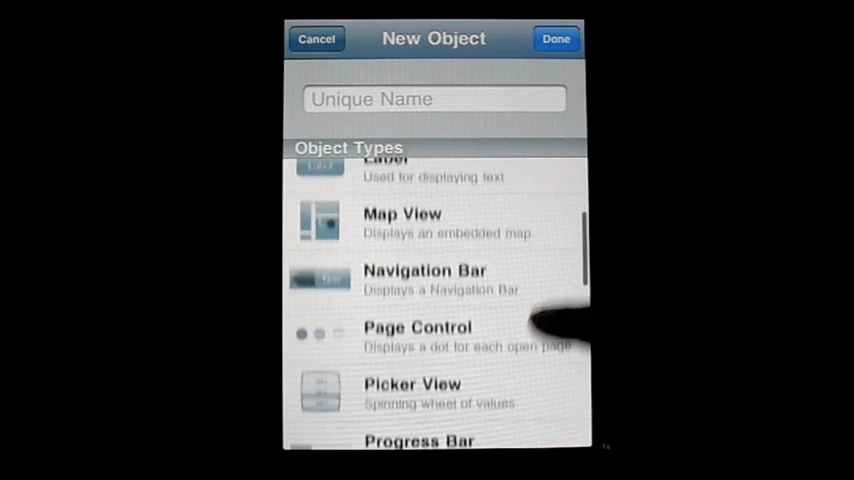 Cancel
New Object
Done
Unique Name
Object Types
Label
Used for displaying text
Map View
Displays an embedded map
Navigation Bar
Displays a Navigation Bar
Page Control
Displays a dot for each open page
Picker View
Spinning wheel of values
Progress Bar